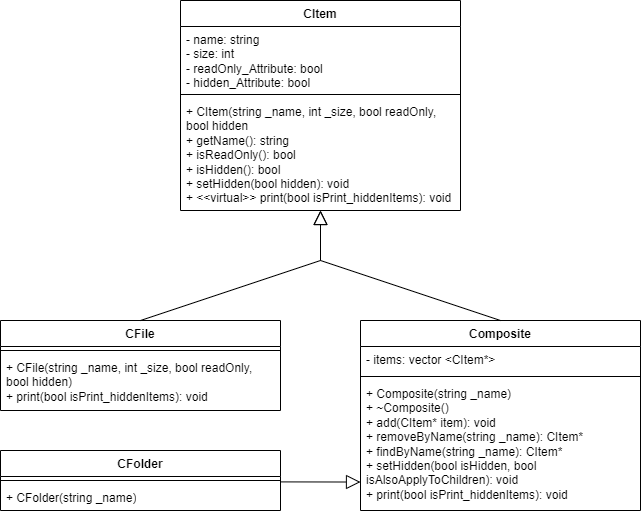 CItem
- name: string
- size: int
- readOnly_Attribute: bool
- hidden_Attribute: bool
+ CItem(string _name, int _size, bool readOnly,
bool hidden
+ getName(): string
+ isReadOnly(): bool
+ isHidden(): bool
+ setHidden(bool hidden): void
+ <<virtual>> print(bool isPrint_hiddenItems): void
CFile
+ CFile(string _name, int _size, bool readOnly,
bool hidden)
+ print(bool isPrint_hiddenItems): void
Composite
- items: vector <CItem*>
+ Composite(string _name)
+ ~Composite()
+ add(CItem* item): void
+ removeByName(string _name): CItem*
+ findByName(string _name): CItem*
+ setHidden(bool isHidden, bool
isAlsoApplyToChildren): void
+ print(bool isPrint_hiddenItems): void
CFolder
+ CFolder(string _name)